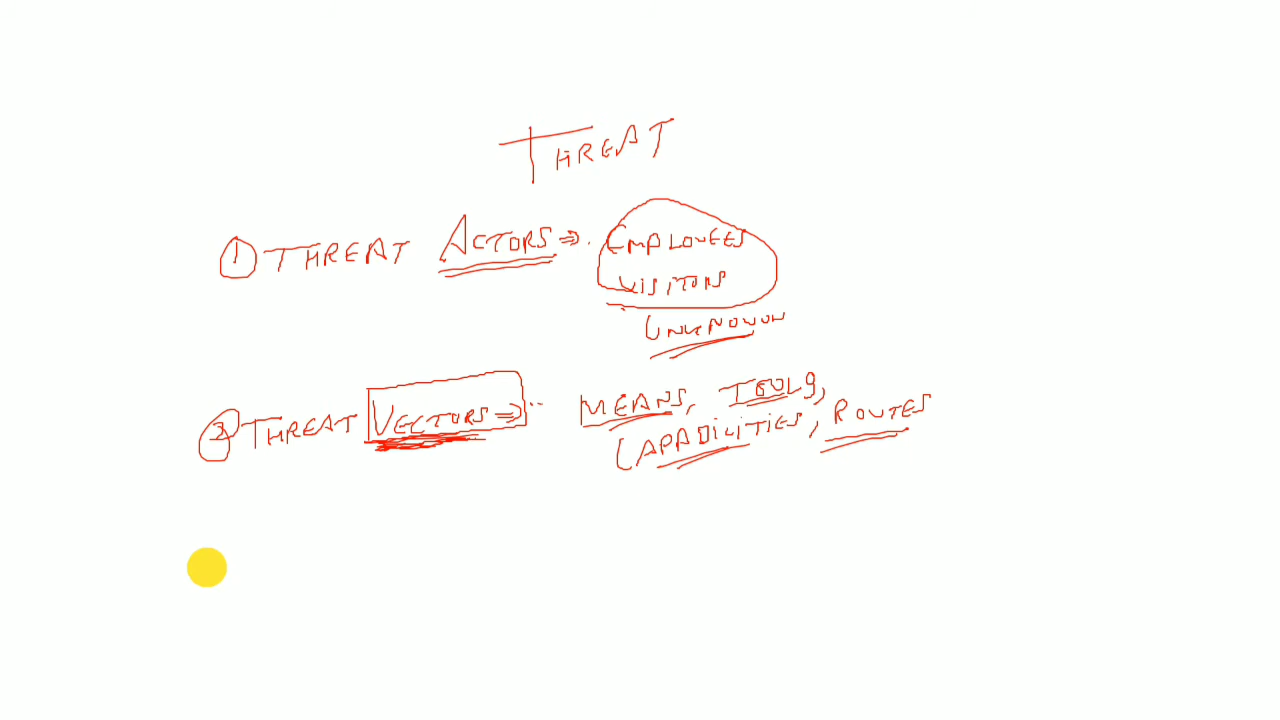 THREAT
1 THREAT ACTORS ⇒ EMPLOYEES
VISITORS
UNKNOWN
2 THREAT VECTORS ⇒ MEANS, TOOLS,
CAPABILITIES, ROUTES